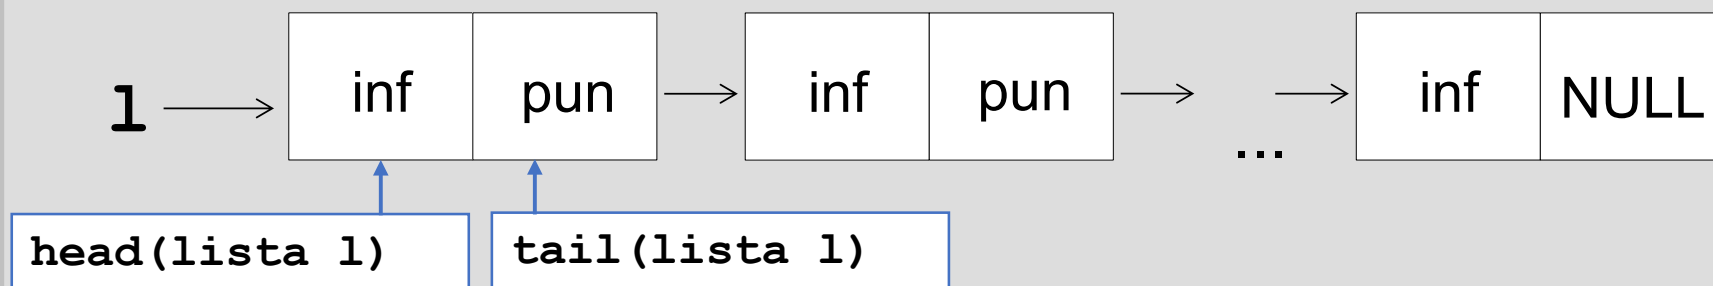 l inf pun inf pun ... inf NULL
head(lista l) tail(lista l)